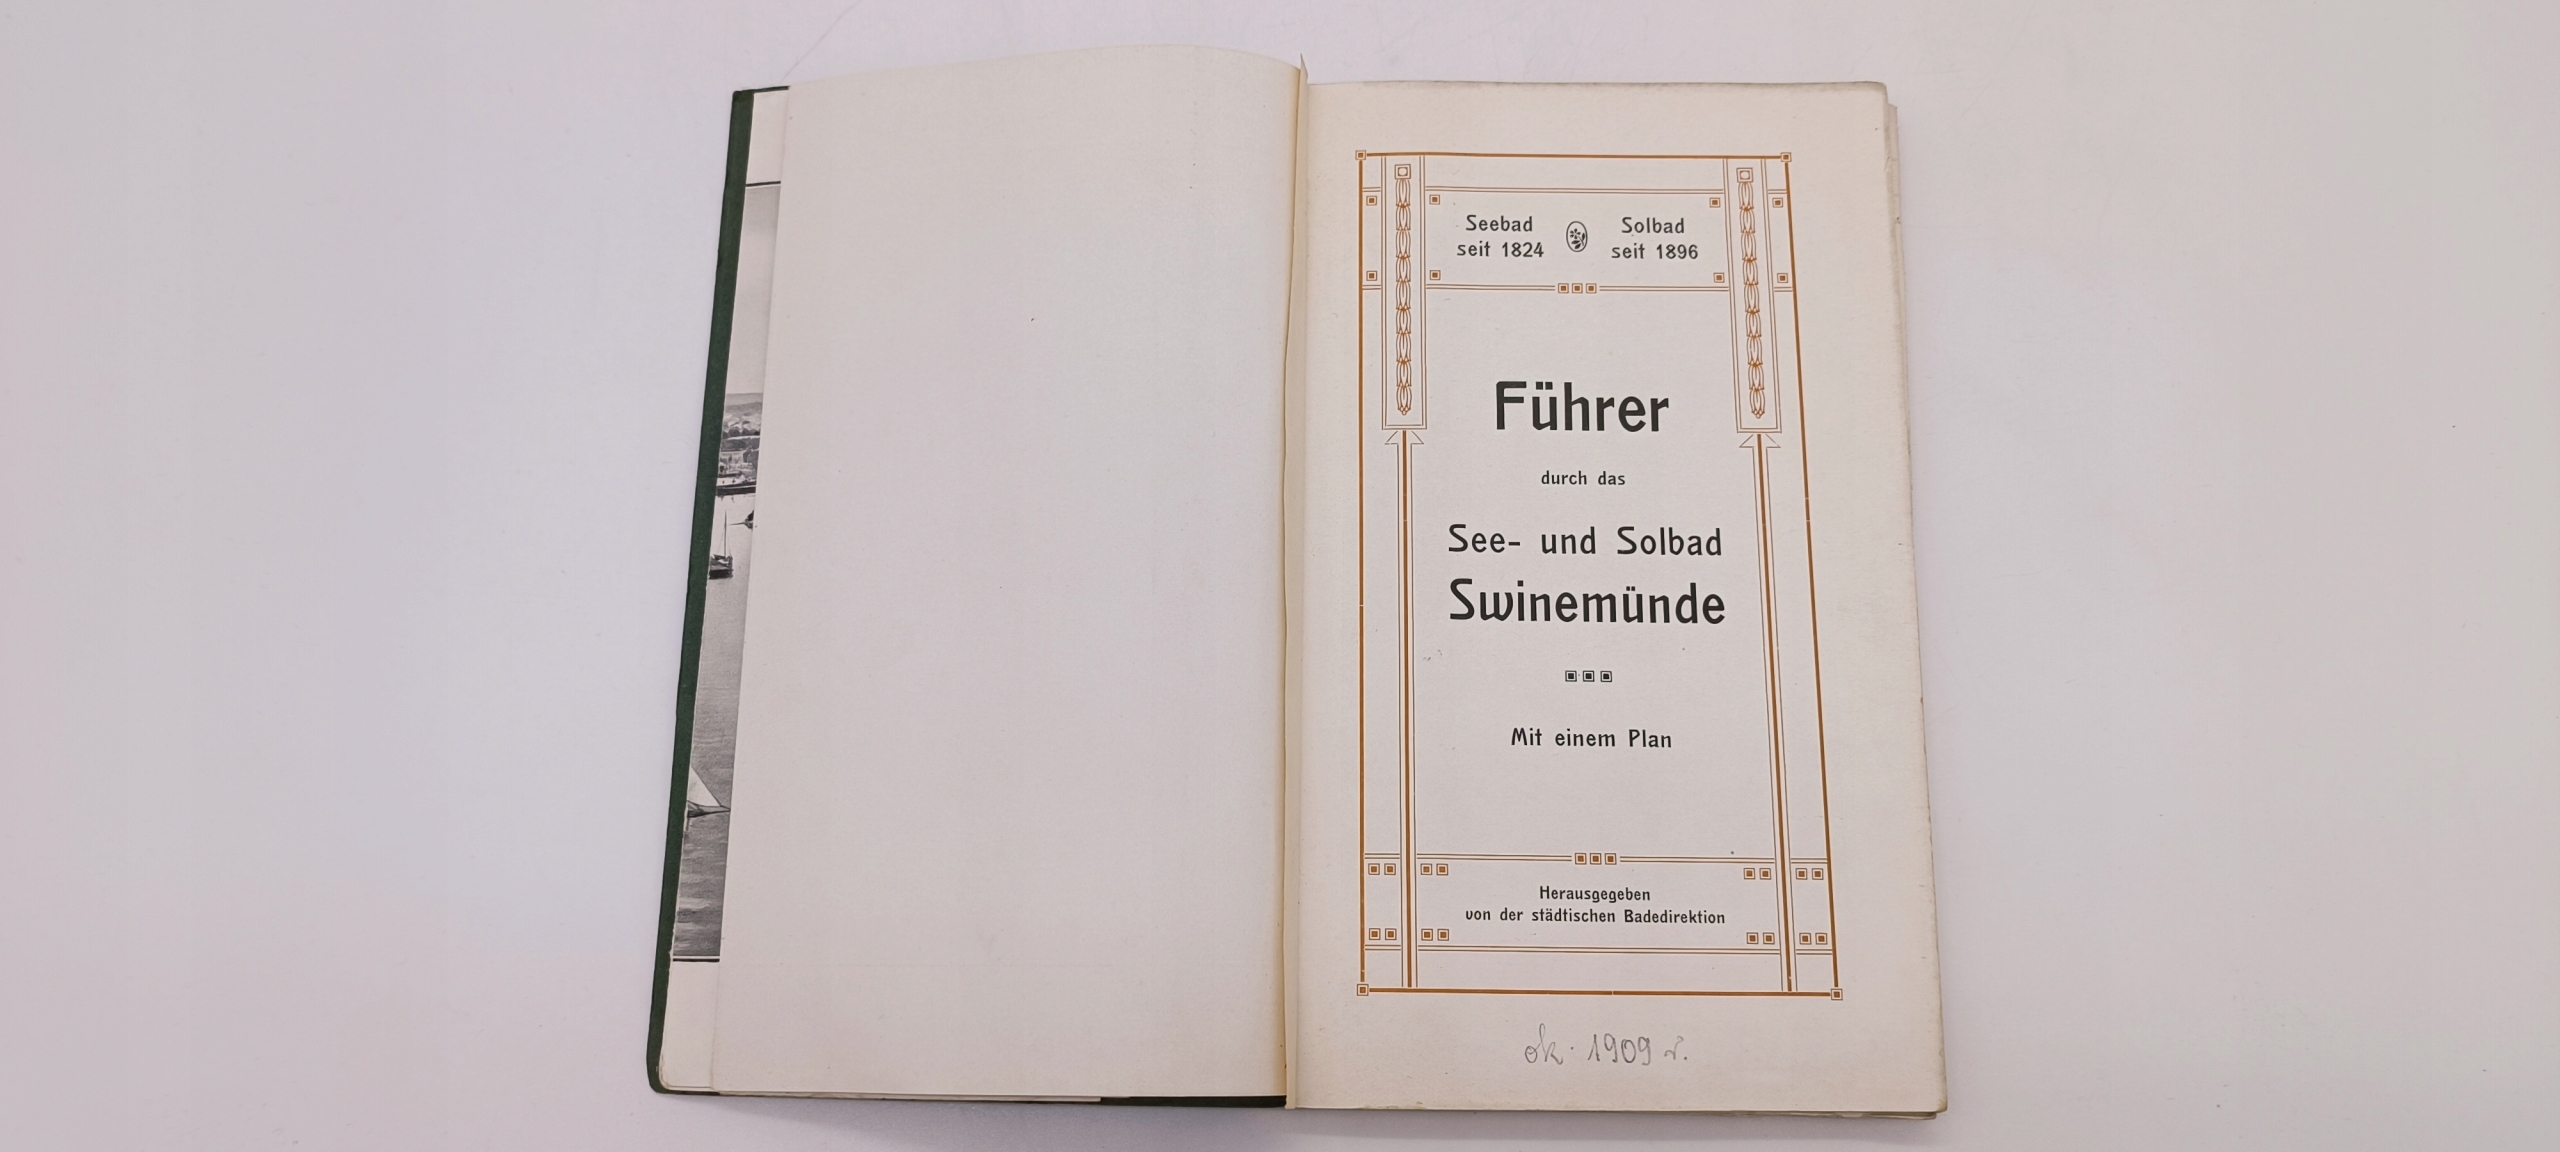 Seebad
seit 1824
Solbad
seit 1896
Führer
durch das
See- und Solbad
Swinemünde
Mit einem Plan
Herausgegeben
von der städtischen Badedirektion
ok. 1909 r.